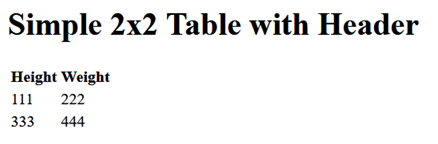 Simple 2x2 Table with Header
Height Weight
111 222
333 444